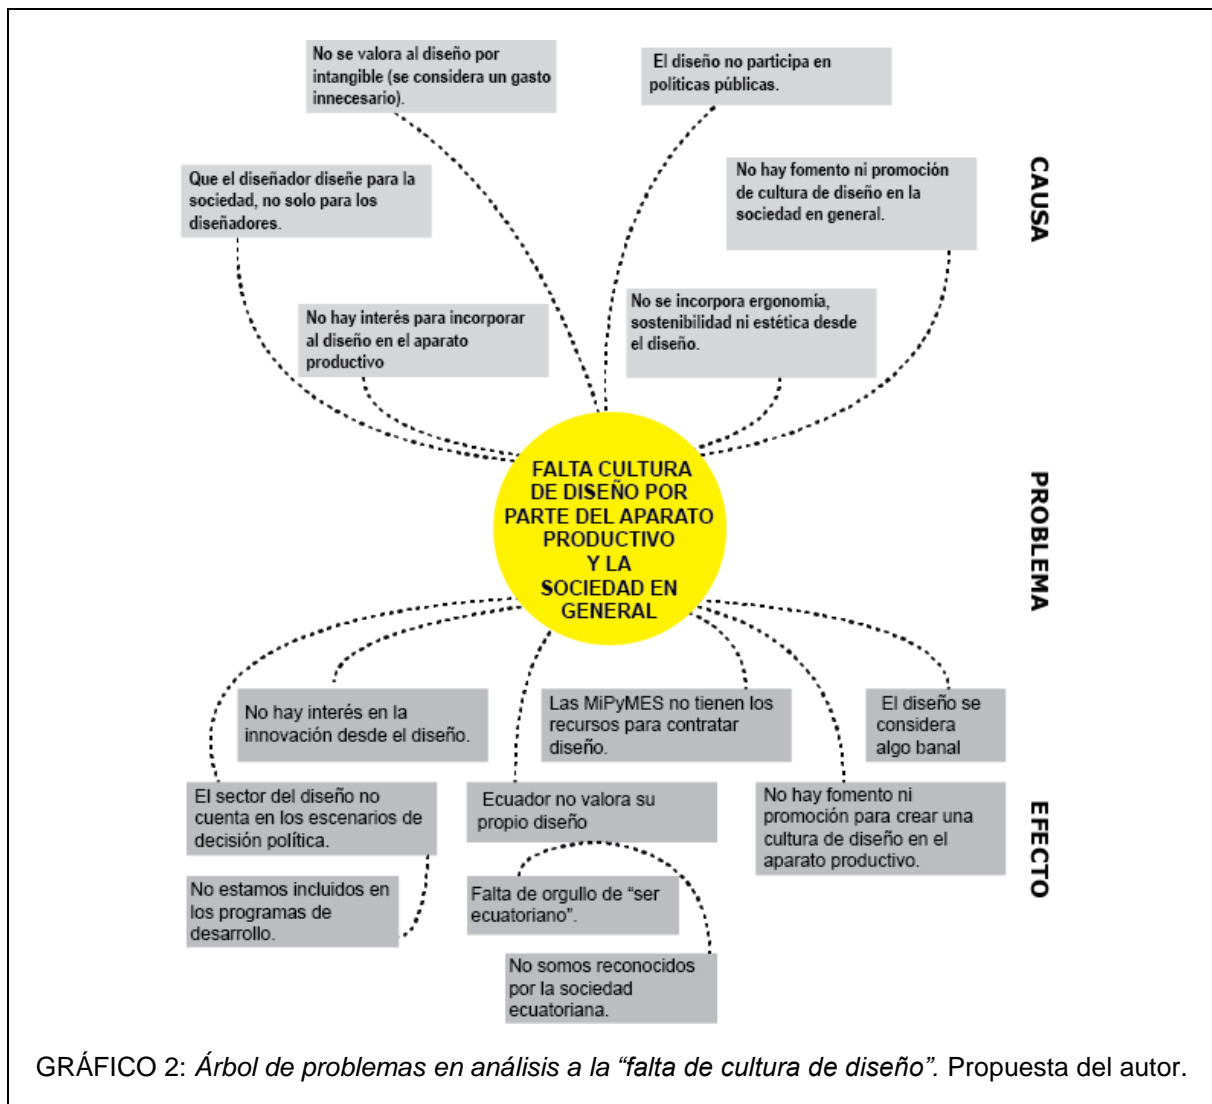 No se valora al diseño por
intangible (se considera un gasto
innecesario).
El diseño no participa en
políticas públicas.
Que el diseñador diseñe para la
sociedad, no solo para los
diseñadores.
No hay fomento ni promoción
de cultura de diseño en la
sociedad en general.
CAUSA
No hay interés para incorporar
al diseño en el aparato
productivo
No se incorpora ergonomía,
sostenibilidad ni estética desde
el diseño.
FALTA CULTURA
DE DISEÑO POR
PARTE DEL APARATO
PRODUCTIVO
Y LA
SOCIEDAD EN
GENERAL
PROBLEMA
No hay interés en la
innovación desde el diseño.
Las MiPyMES no tienen los
recursos para contratar
diseño.
El diseño se
considera
algo banal
El sector del diseño no
cuenta en los escenarios de
decisión política.
Ecuador no valora su
propio diseño
No hay fomento ni
promoción para crear una
cultura de diseño en el
aparato productivo.
EFECTO
No estamos incluidos en
los programas de
desarrollo.
Falta de orgullo de “ser
ecuatoriano”.
No somos reconocidos
por la sociedad
ecuatoriana.
GRÁFICO 2: Árbol de problemas en análisis a la “falta de cultura de diseño”. Propuesta del autor.